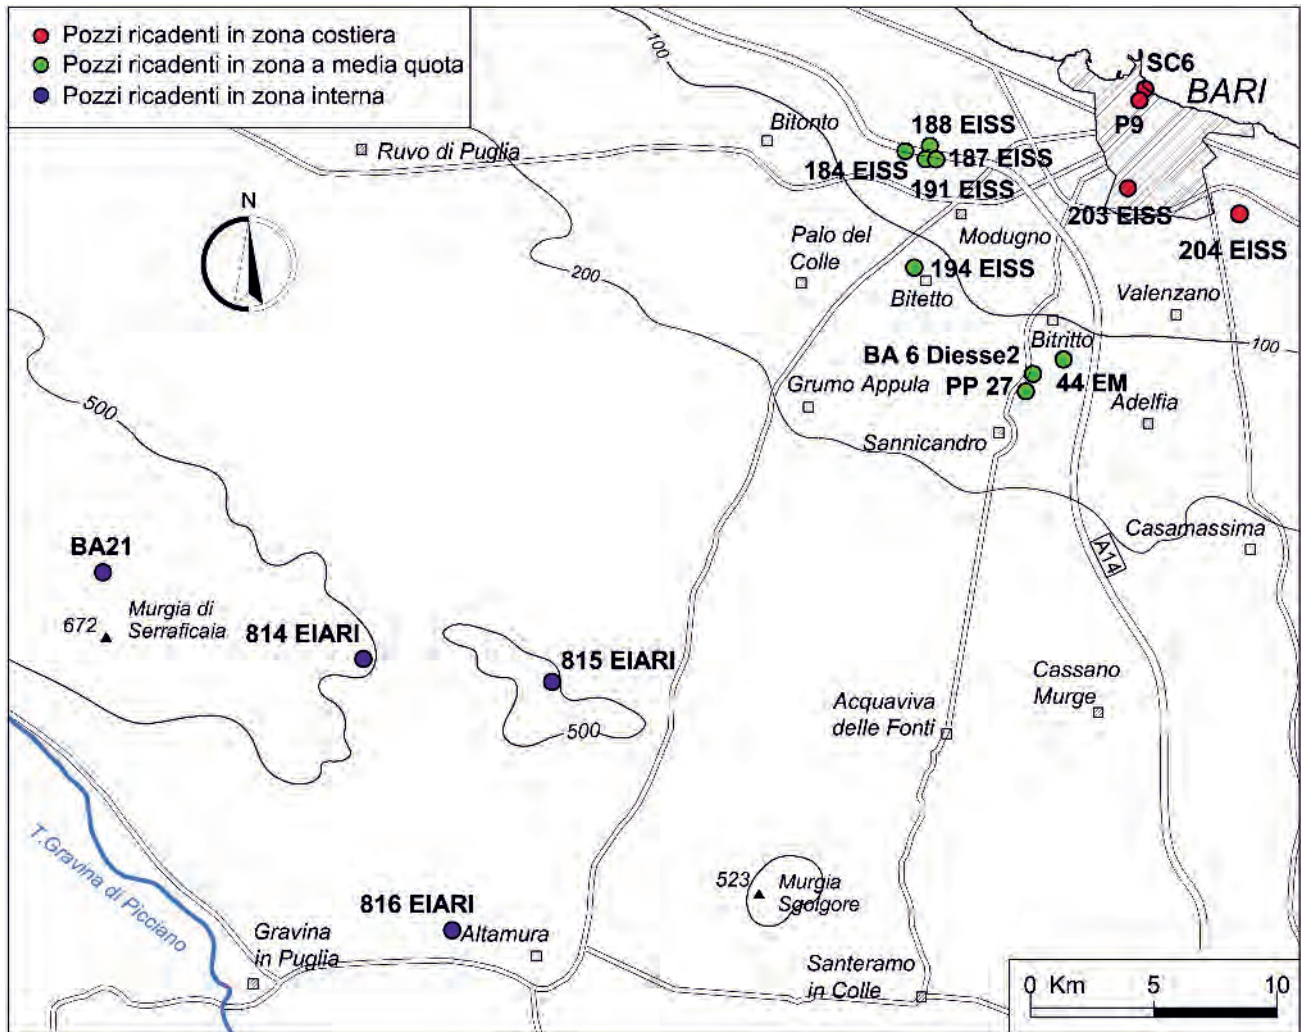 Pozzi ricadenti in zona costiera
Pozzi ricadenti in zona a media quota
Pozzi ricadenti in zona interna
100
SC6
BARI
P9
Bitonto
188 EISS
Ruvo di Puglia
184 EISS
187 EISS
191 EISS
203 EISS
N
Palo del
Colle
Modugno
204 EISS
200
194 EISS
Bitetto
Valenzano
Bitritto
100
BA 6 Diesse2
Grumo Appula
PP 27
44 EM
Adelfia
500
Sannicandro
Casamassima
A14
BA21
672
Murgia di
Serraficaia
814 EIARI
815 EIARI
Cassano
Murge
Acquaviva
delle Fonti
500
T.Gravina di Picciano
523
Murgia
Sgolgore
816 EIARI
Gravina
in Puglia
Altamura
Santeramo
in Colle
0 Km 5 10